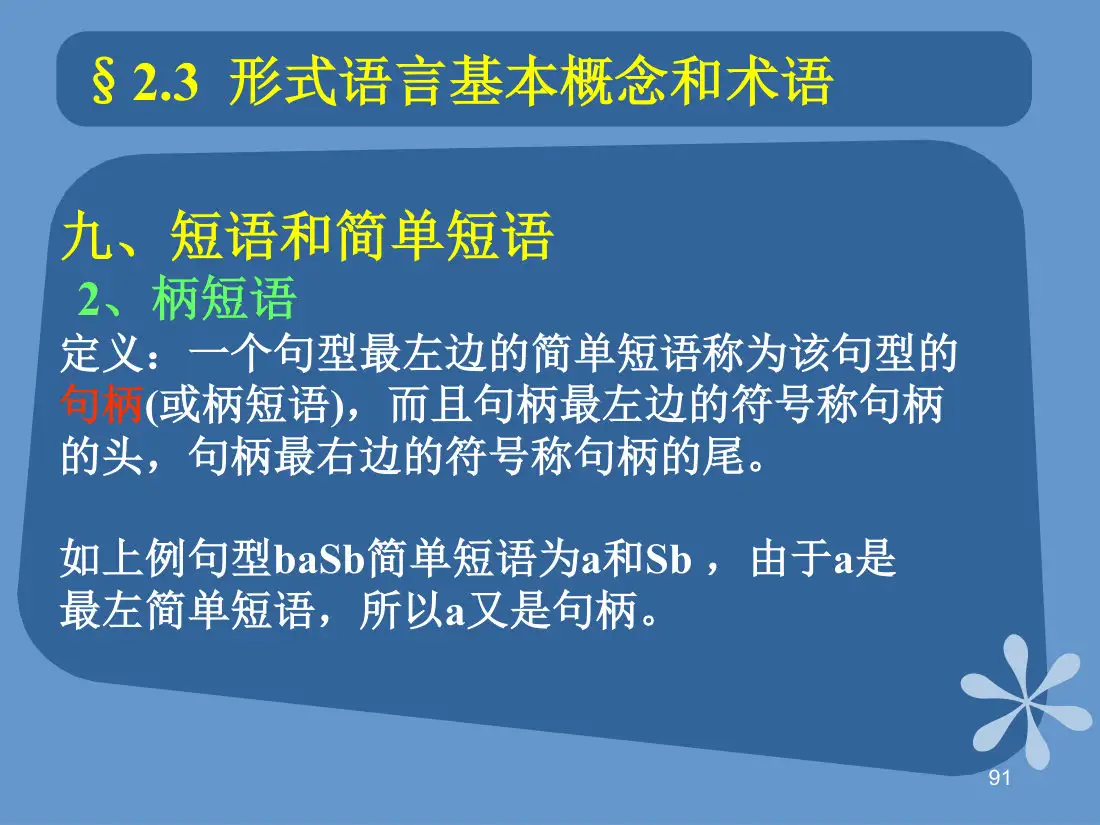 §2.3 形式语言基本概念和术语
九、短语和简单短语
2、柄短语
定义：一个句型最左边的简单短语称为该句型的
句柄(或柄短语)，而且句柄最左边的符号称句柄
的头，句柄最右边的符号称句柄的尾。
如上例句型baSb简单短语为a和Sb ，由于a是
最左简单短语，所以a又是句柄。
91